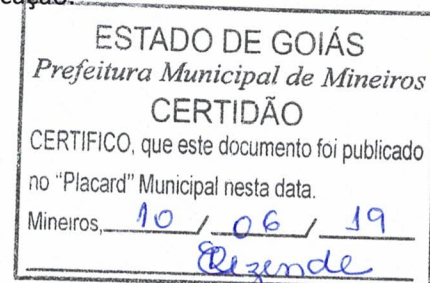 cação.
ESTADO DE GOIÁS
Prefeitura Municipal de Mineiros
CERTIDÃO
CERTIFICO, que este documento foi publicado
no "Placard" Municipal nesta data.
Mineiros, 10 / 06 / 19
Rezende